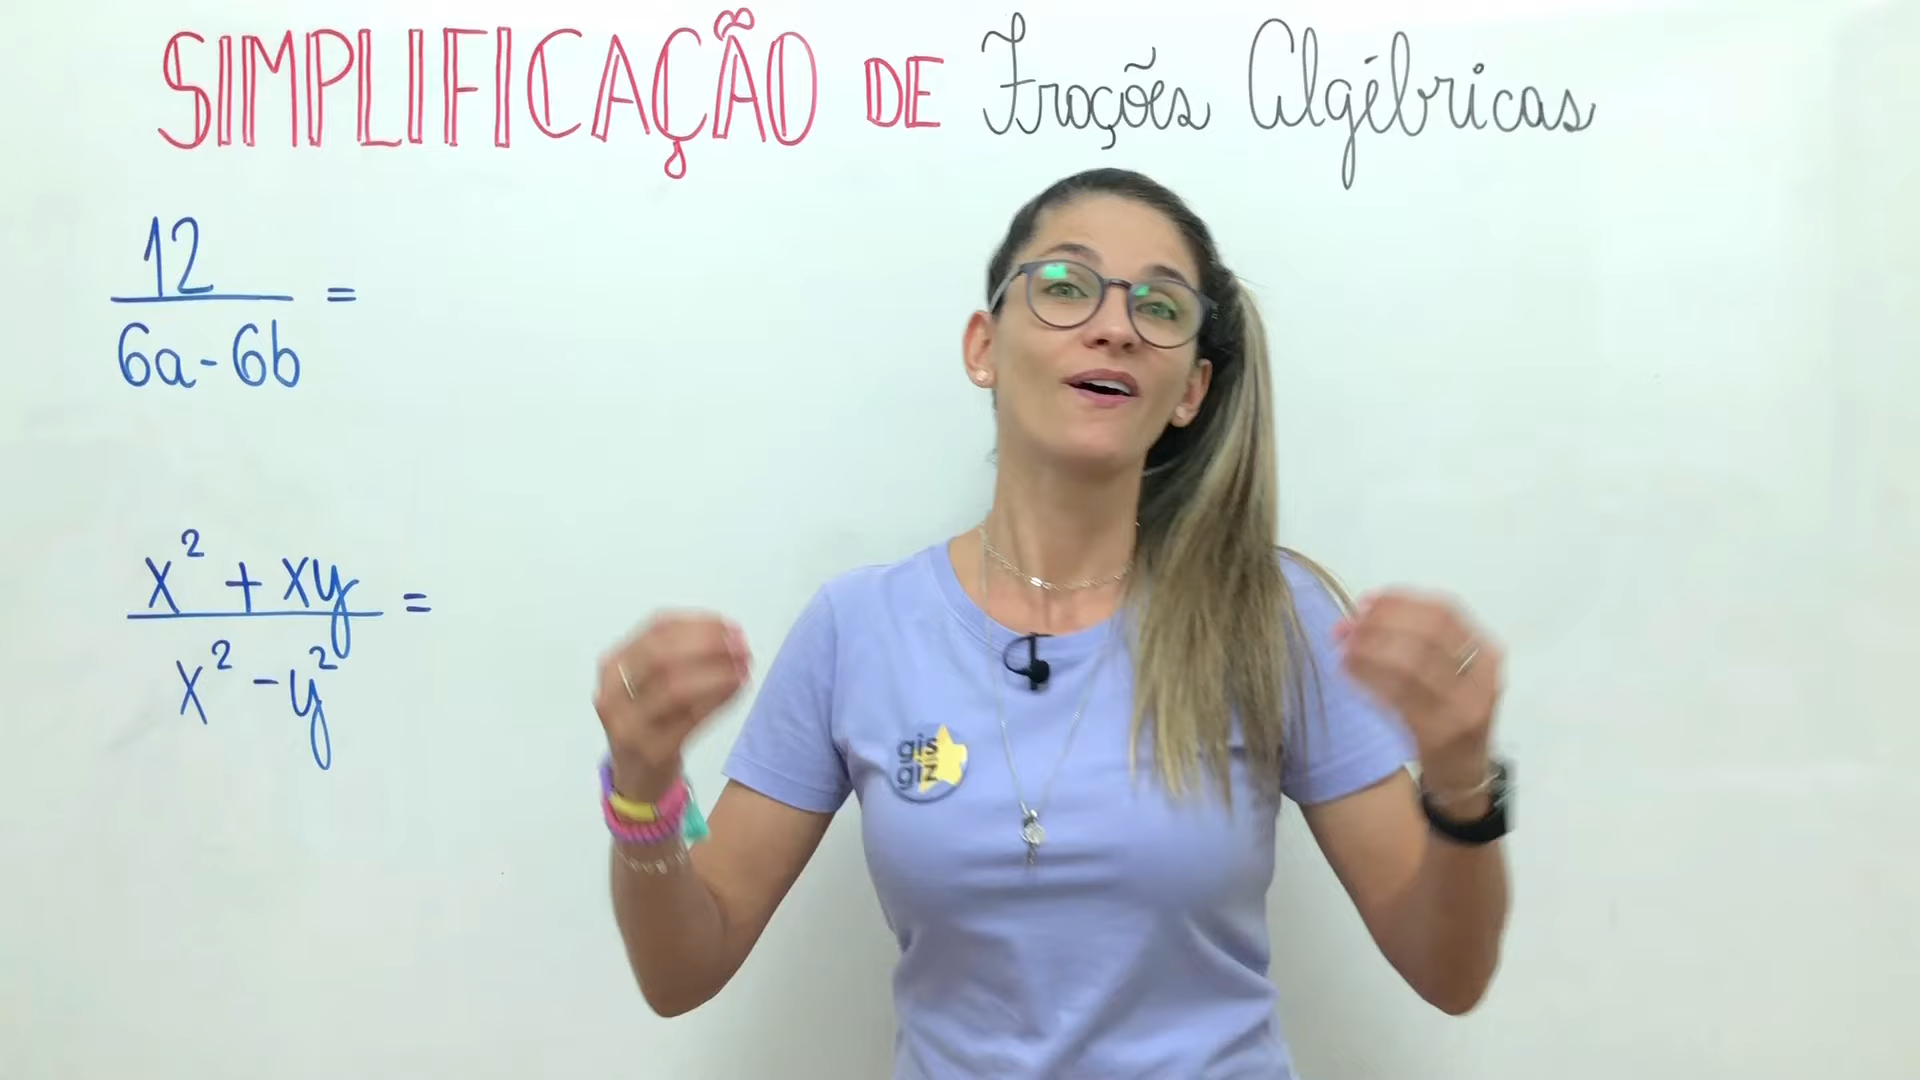 SIMPLIFICAÇÃO DE Frações Algébricas
12
6a - 6b
=
x² + xy
x² - y²
=
gis
giz